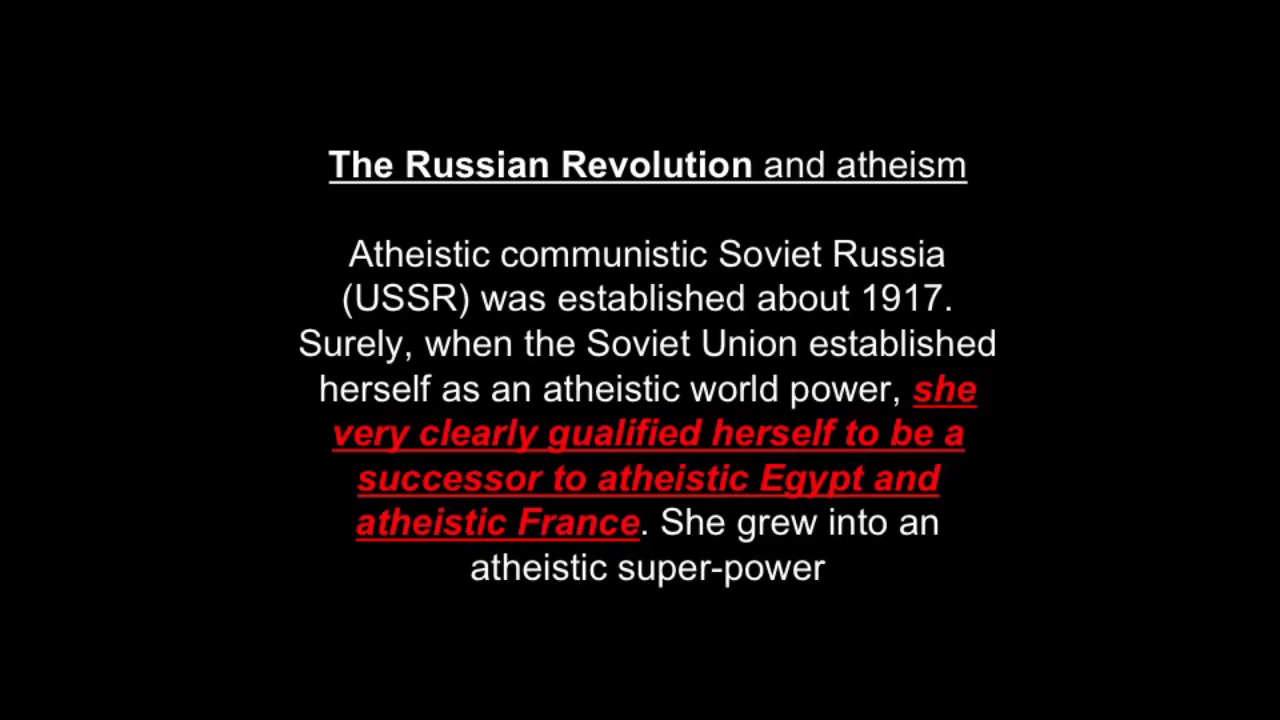 The Russian Revolution and atheism
Atheistic communistic Soviet Russia
(USSR) was established about 1917.
Surely, when the Soviet Union established
herself as an atheistic world power, she
very clearly gualified herself to be a
successor to atheistic Egypt and
atheistic France. She grew into an
atheistic super-power